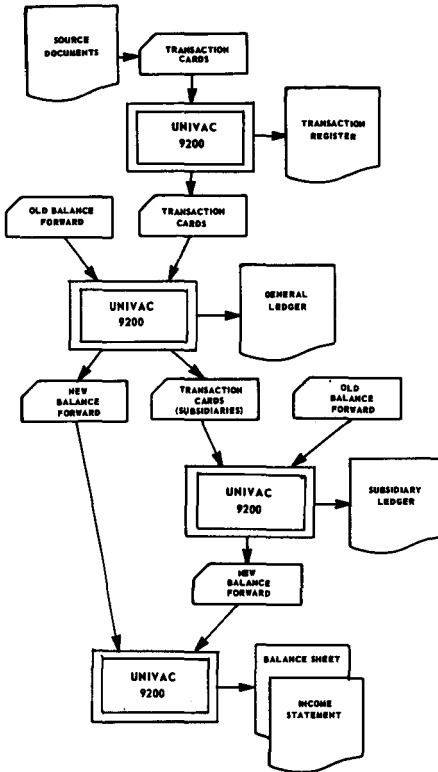 SOURCE
DOCUMENTS
TRANSACTION
CARDS
UNIVAC
9200
TRANSACTION
REGISTER
OLD BALANCE
FORWARD
TRANSACTION
CARDS
UNIVAC
9200
GENERAL
LEDGER
NEW
BALANCE
FORWARD
TRANSACTION
CARDS
(SUBSIDIARIES)
OLD
BALANCE
FORWARD
UNIVAC
9200
SUBSIDIARY
LEDGER
NEW
BALANCE
FORWARD
UNIVAC
9200
BALANCE SHEET
INCOME
STATEMENT